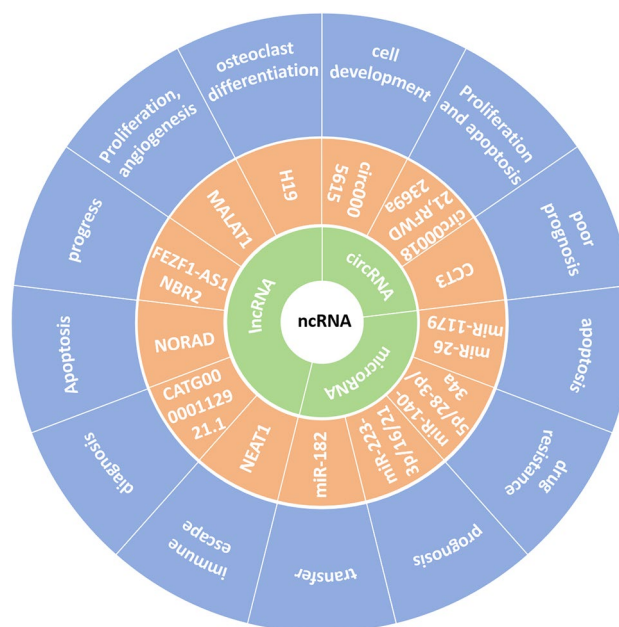 ncRNA
circRNA
microRNA
lncRNA
circ000
5615
circ00018
21,RFWD
2369a
CCT3
miR-1179
miR-26
miR-140-
5p/28-3p/
34a
miR-223-
3p/16/21
miR-182
NEAT1
CATG00
0001129
21.1
NORAD
FEZF1-AS1
NBR2
MALAT1
H19
cell
development
Proliferation
and apoptosis
poor
prognosis
apoptosis
drug
resistance
prognosis
transfer
immune
escape
diagnosis
Apoptosis
progress
Proliferation,
angiogenesis
osteoclast
differentiation